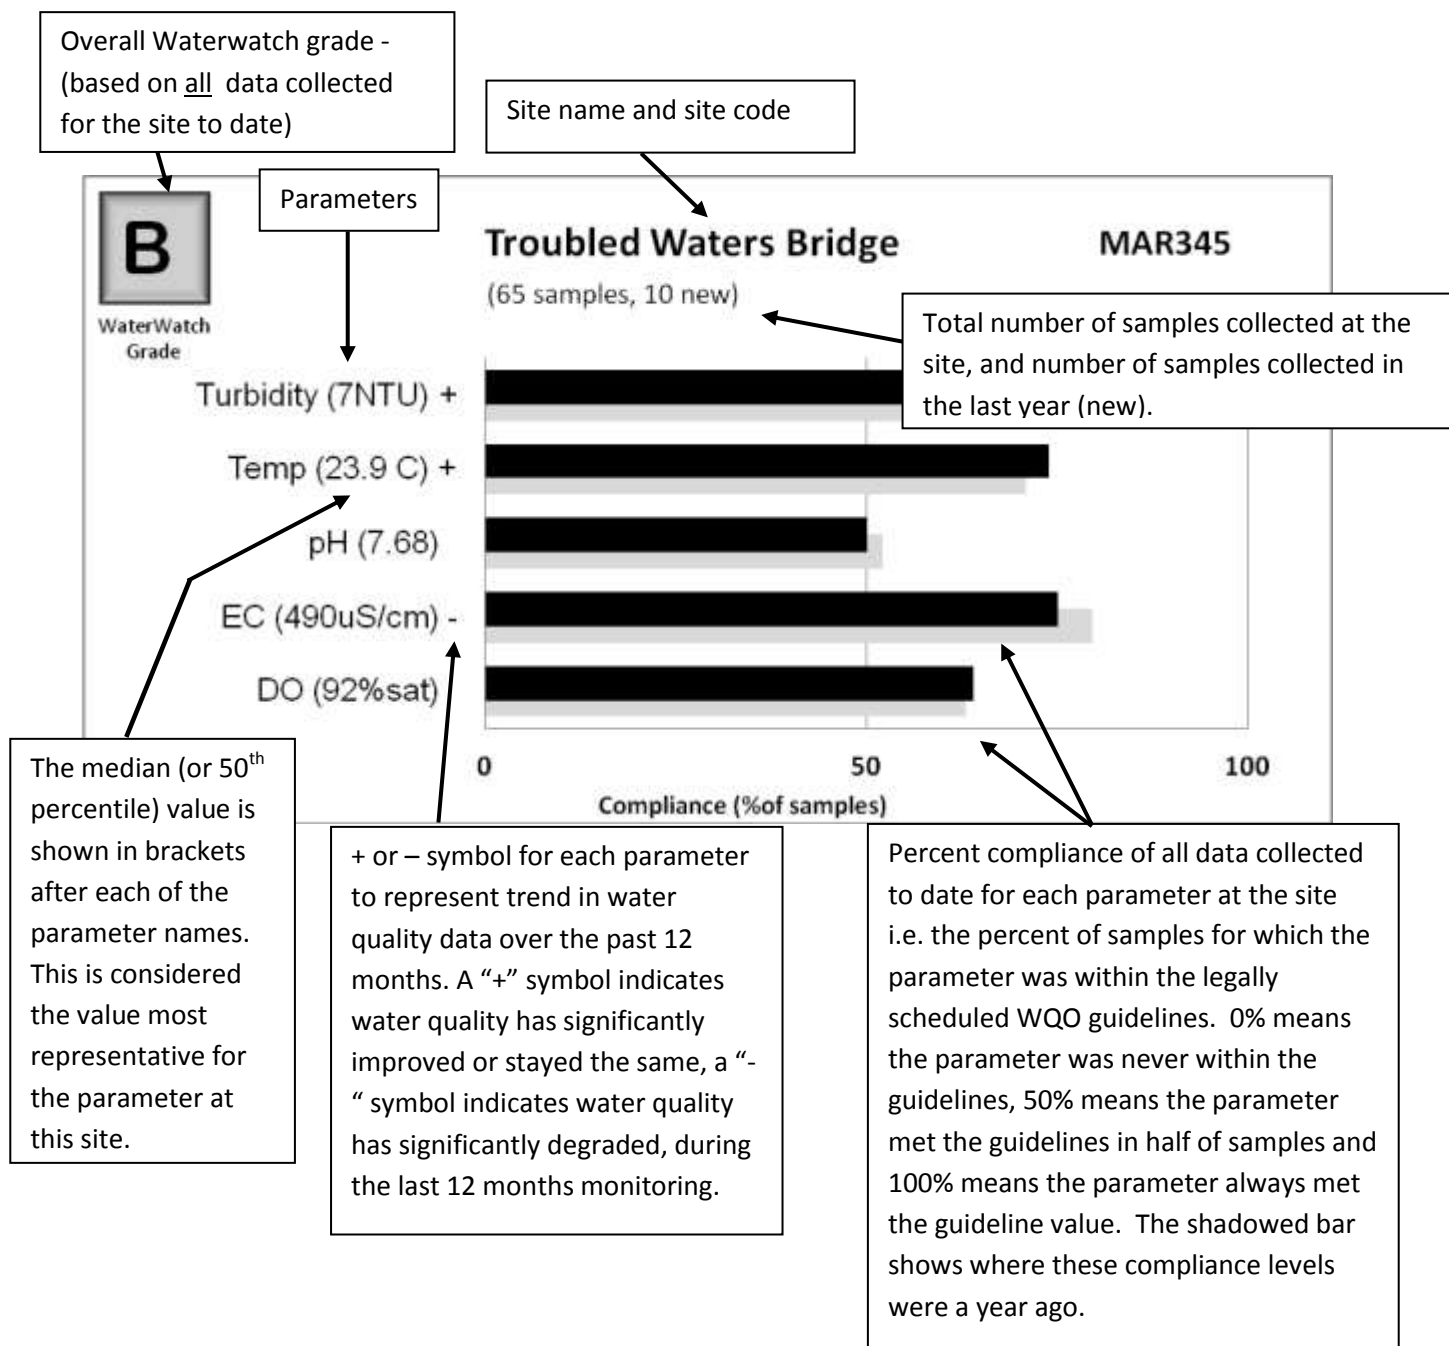 Overall Waterwatch grade -
(based on all data collected
for the site to date)
Site name and site code
Parameters
B
WaterWatch
Grade
Troubled Waters Bridge
MAR345
(65 samples, 10 new)
Total number of samples collected at the
site, and number of samples collected in
the last year (new).
Turbidity (7NTU) +
Temp (23.9 C) +
pH (7.68)
EC (490uS/cm) -
DO (92%sat)
0
50
100
Compliance (%of samples)
The median (or 50th
percentile) value is
shown in brackets
after each of the
parameter names.
This is considered
the value most
representative for
the parameter at
this site.
+ or – symbol for each parameter
to represent trend in water
quality data over the past 12
months. A “+” symbol indicates
water quality has significantly
improved or stayed the same, a “-
“ symbol indicates water quality
has significantly degraded, during
the last 12 months monitoring.
Percent compliance of all data collected
to date for each parameter at the site
i.e. the percent of samples for which the
parameter was within the legally
scheduled WQO guidelines. 0% means
the parameter was never within the
guidelines, 50% means the parameter
met the guidelines in half of samples and
100% means the parameter always met
the guideline value. The shadowed bar
shows where these compliance levels
were a year ago.